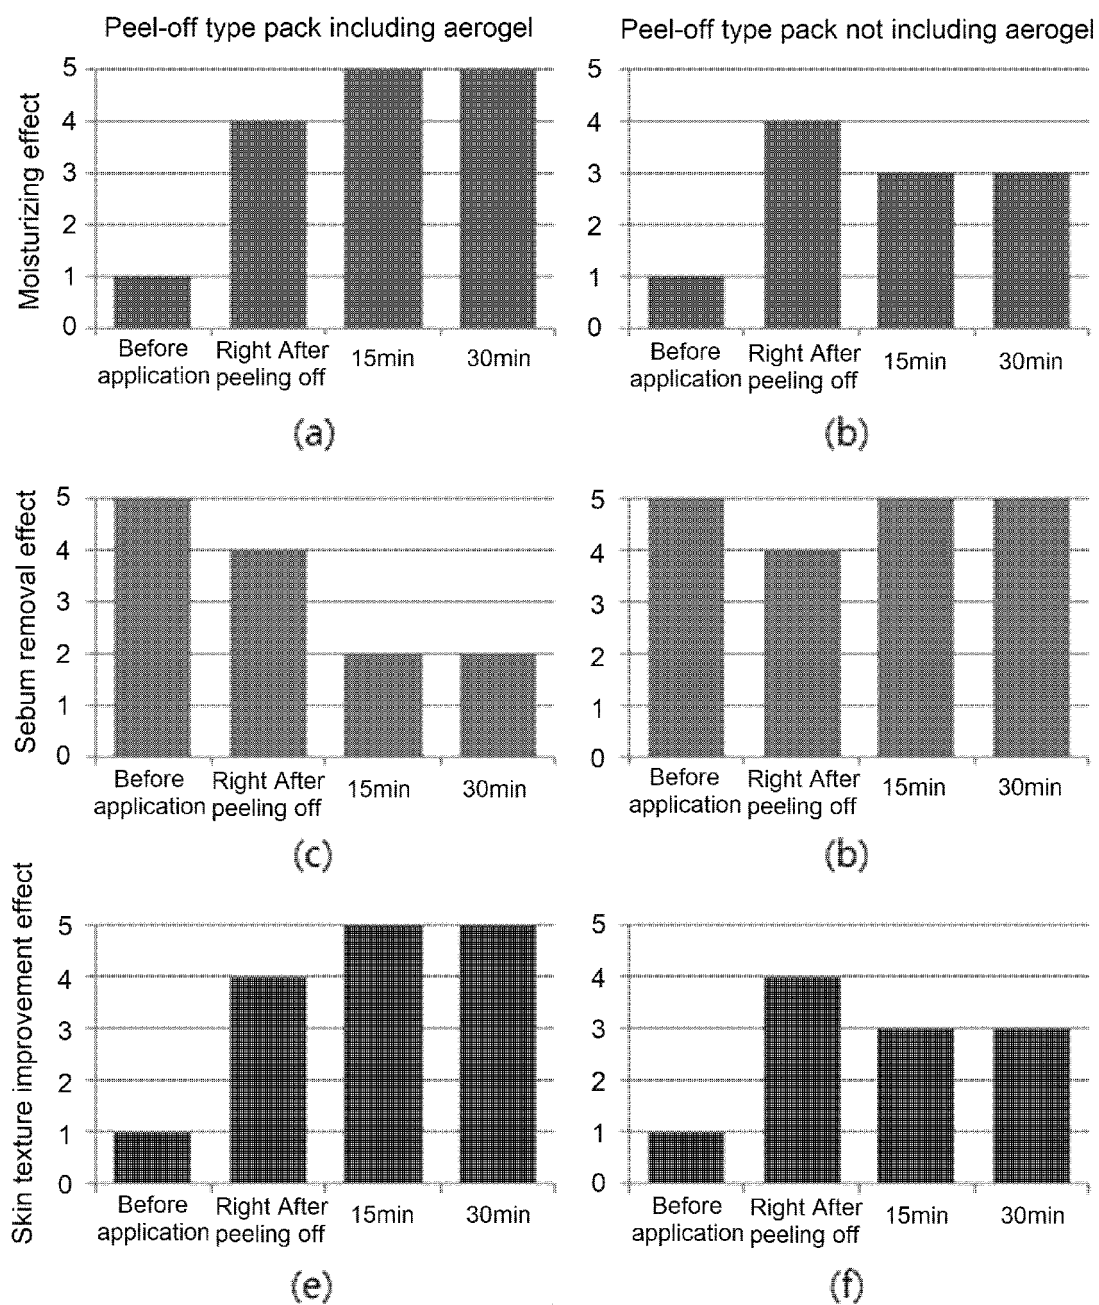 Peel-off type pack including aerogel
Peel-off type pack not including aerogel
Moisturizing effect
5
4
3
2
1
0
Before application
Right After peeling off
15min
30min
(a)
5
4
3
2
1
0
Before application
Right After peeling off
15min
30min
(b)
Sebum removal effect
5
4
3
2
1
0
Before application
Right After peeling off
15min
30min
(c)
5
4
3
2
1
0
Before application
Right After peeling off
15min
30min
(b)
Skin texture improvement effect
5
4
3
2
1
0
Before application
Right After peeling off
15min
30min
(e)
5
4
3
2
1
0
Before application
Right After peeling off
15min
30min
(f)